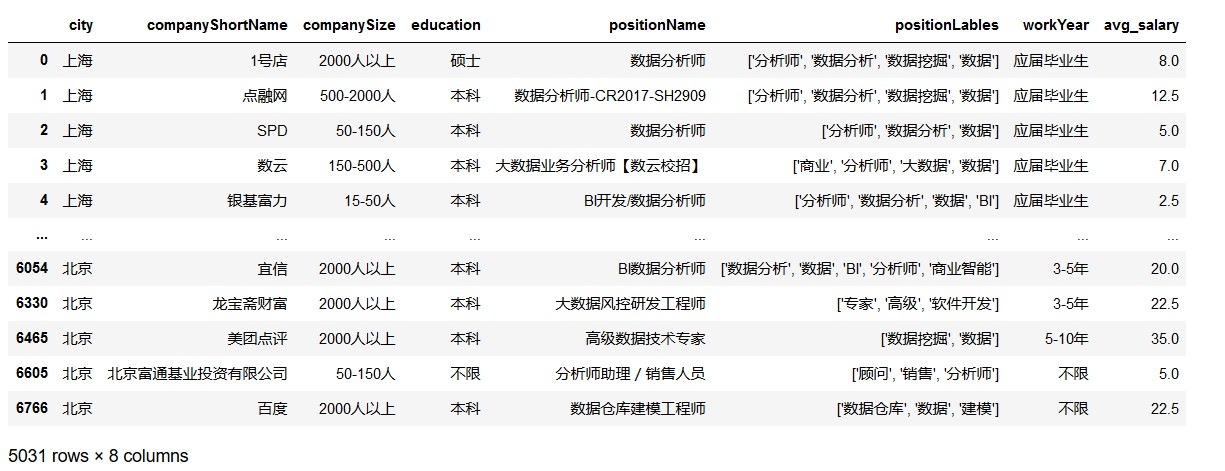 city companyShortName companySize education positionName positionLables workYear avg_salary
0 上海 1号店 2000人以上 硕士 数据分析师 ['分析师', '数据分析', '数据挖掘', '数据'] 应届毕业生 8.0
1 上海 点融网 500-2000人 本科 数据分析师-CR2017-SH2909 ['分析师', '数据分析', '数据挖掘', '数据'] 应届毕业生 12.5
2 上海 SPD 50-150人 本科 数据分析师 ['分析师', '数据分析', '数据'] 应届毕业生 5.0
3 上海 数云 150-500人 本科 大数据业务分析师【数云校招】 ['商业', '分析师', '大数据', '数据'] 应届毕业生 7.0
4 上海 银基富力 15-50人 本科 BI开发/数据分析师 ['分析师', '数据分析', '数据', 'BI'] 应届毕业生 2.5
... ... ... ... ... ... ... ... ...
6054 北京 宜信 2000人以上 本科 BI数据分析师 ['数据分析', '数据', 'BI', '分析师', '商业智能'] 3-5年 20.0
6330 北京 龙宝斋财富 2000人以上 本科 大数据风控研发工程师 ['专家', '高级', '软件开发'] 3-5年 22.5
6465 北京 美团点评 2000人以上 本科 高级数据技术专家 ['数据挖掘', '数据'] 5-10年 35.0
6605 北京 北京富通基业投资有限公司 50-150人 不限 分析师助理 / 销售人员 ['顾问', '销售', '分析师'] 不限 5.0
6766 北京 百度 2000人以上 本科 数据仓库建模工程师 ['数据仓库', '数据', '建模'] 不限 22.5
5031 rows × 8 columns